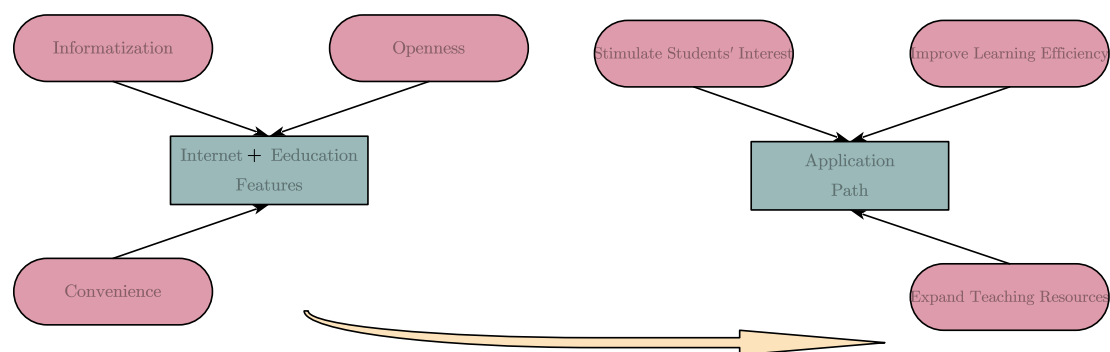 Informatization
Openness
Stimulate Students' Interest
Improve Learning Efficiency
Internet + Eeducation
Features
Application
Path
Convenience
Expand Teaching Resources